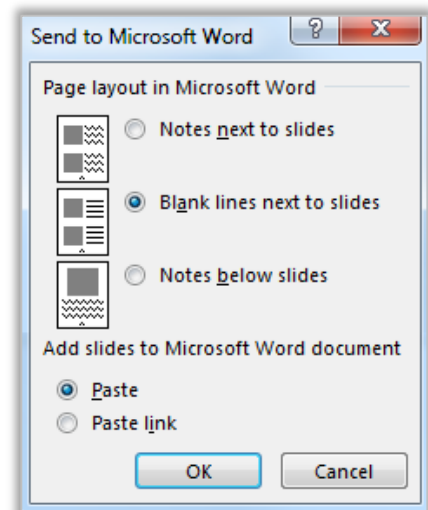 Send to Microsoft Word
?
X
Page layout in Microsoft Word
Notes next to slides
Blank lines next to slides
Notes below slides
Add slides to Microsoft Word document
Paste
Paste link
OK Cancel